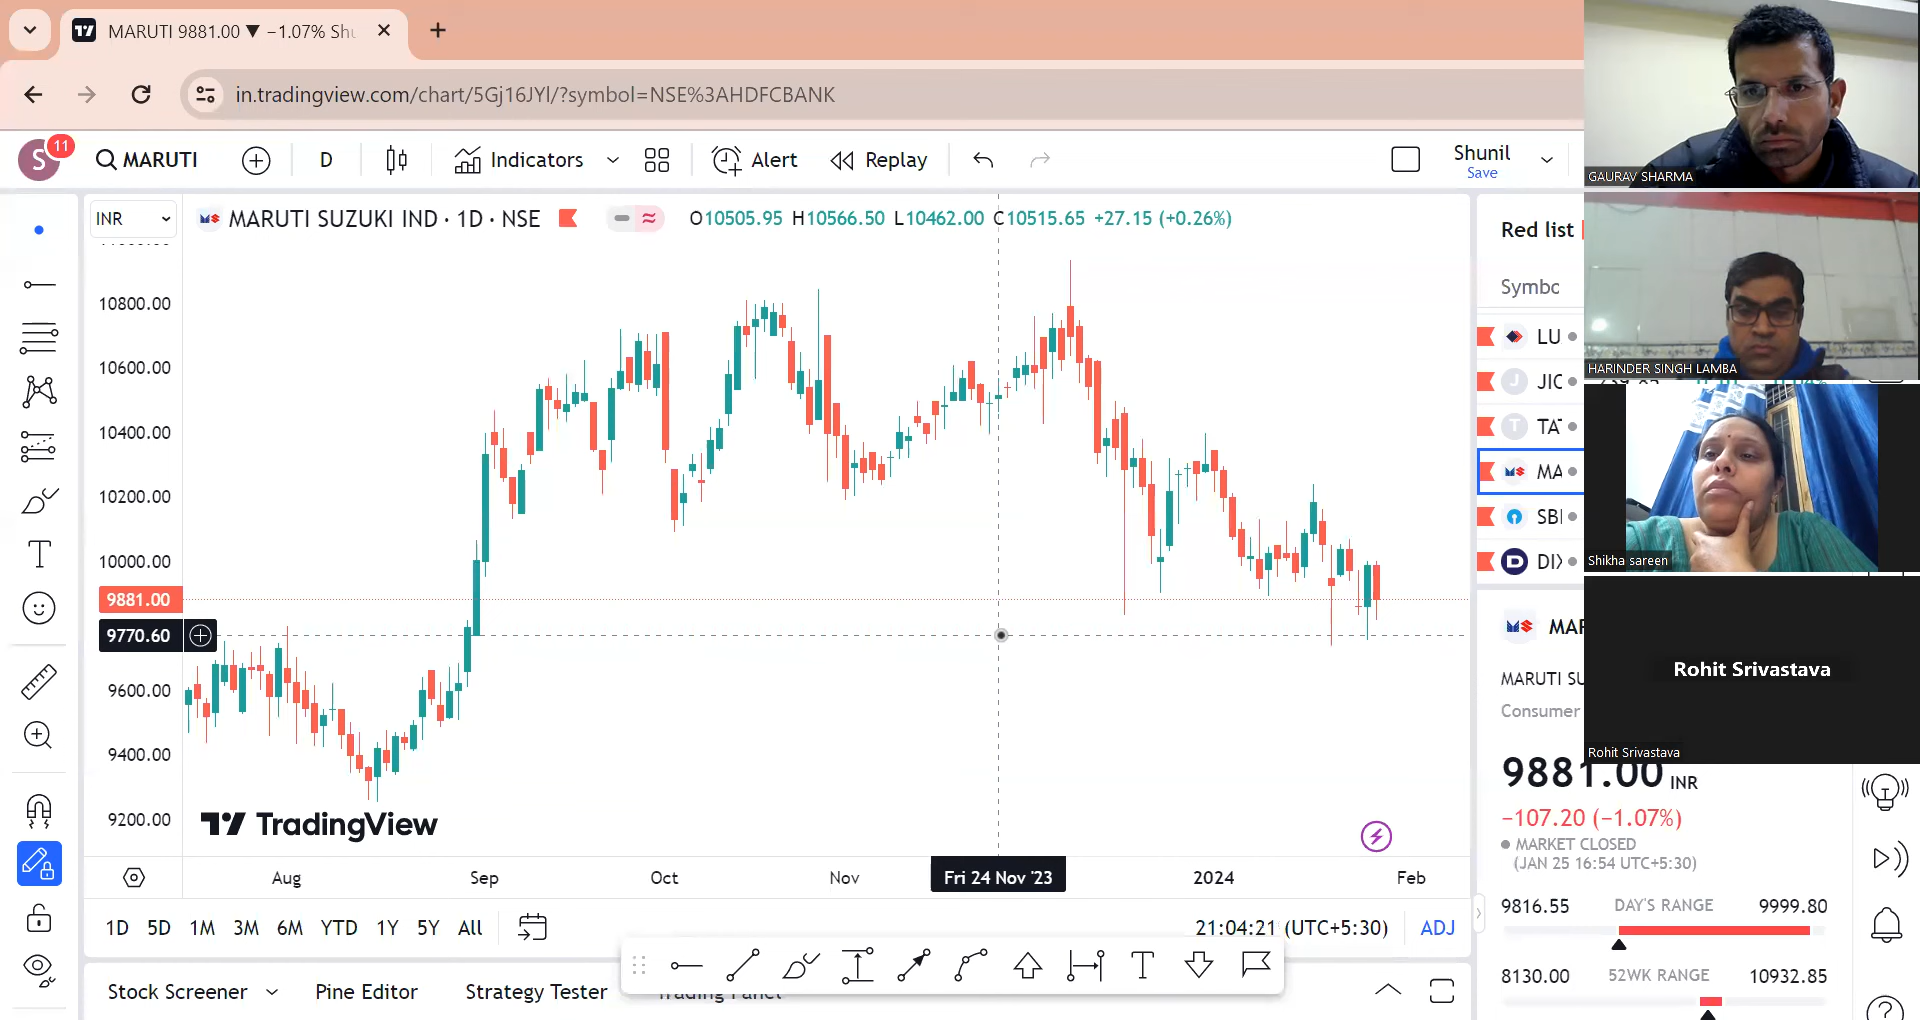 MARUTI 9881.00 ▼ −1.07% Shu
in.tradingview.com/chart/5Gj16JYl/?symbol=NSE%3AHDFCBANK
S
11
MARUTI
D
Indicators
Alert
Replay
Shunil
Save
INR
MARUTI SUZUKI IND · 1D · NSE
O10505.95 H10566.50 L10462.00 C10515.65 +27.15 (+0.26%)
10800.00
10600.00
10400.00
10200.00
10000.00
9881.00
9770.60
9600.00
9400.00
9200.00
TradingView
Aug
Sep
Oct
Nov
Fri 24 Nov '23
2024
Feb
1D 5D 1M 3M 6M YTD 1Y 5Y All
21:04:21 (UTC+5:30)
ADJ
Stock Screener
Pine Editor
Strategy Tester
Red list
Symbo
LU
J JIO
T TA
MA
SBI
DIX
MAR
MARUTI SU
Consumer
9881.00 INR
−107.20 (−1.07%)
MARKET CLOSED
(JAN 25 16:54 UTC+5:30)
9816.55 DAY'S RANGE 9999.80
8130.00 52WK RANGE 10932.85
GAURAV SHARMA
HARINDER SINGH LAMBA
Shikha sareen
Rohit Srivastava
Rohit Srivastava